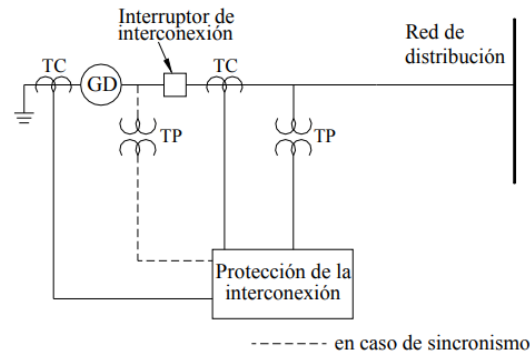 Interruptor de
interconexión
Red de
distribución
TC
GD
TC
TP
TP
Protección de la
interconexión
en caso de sincronismo